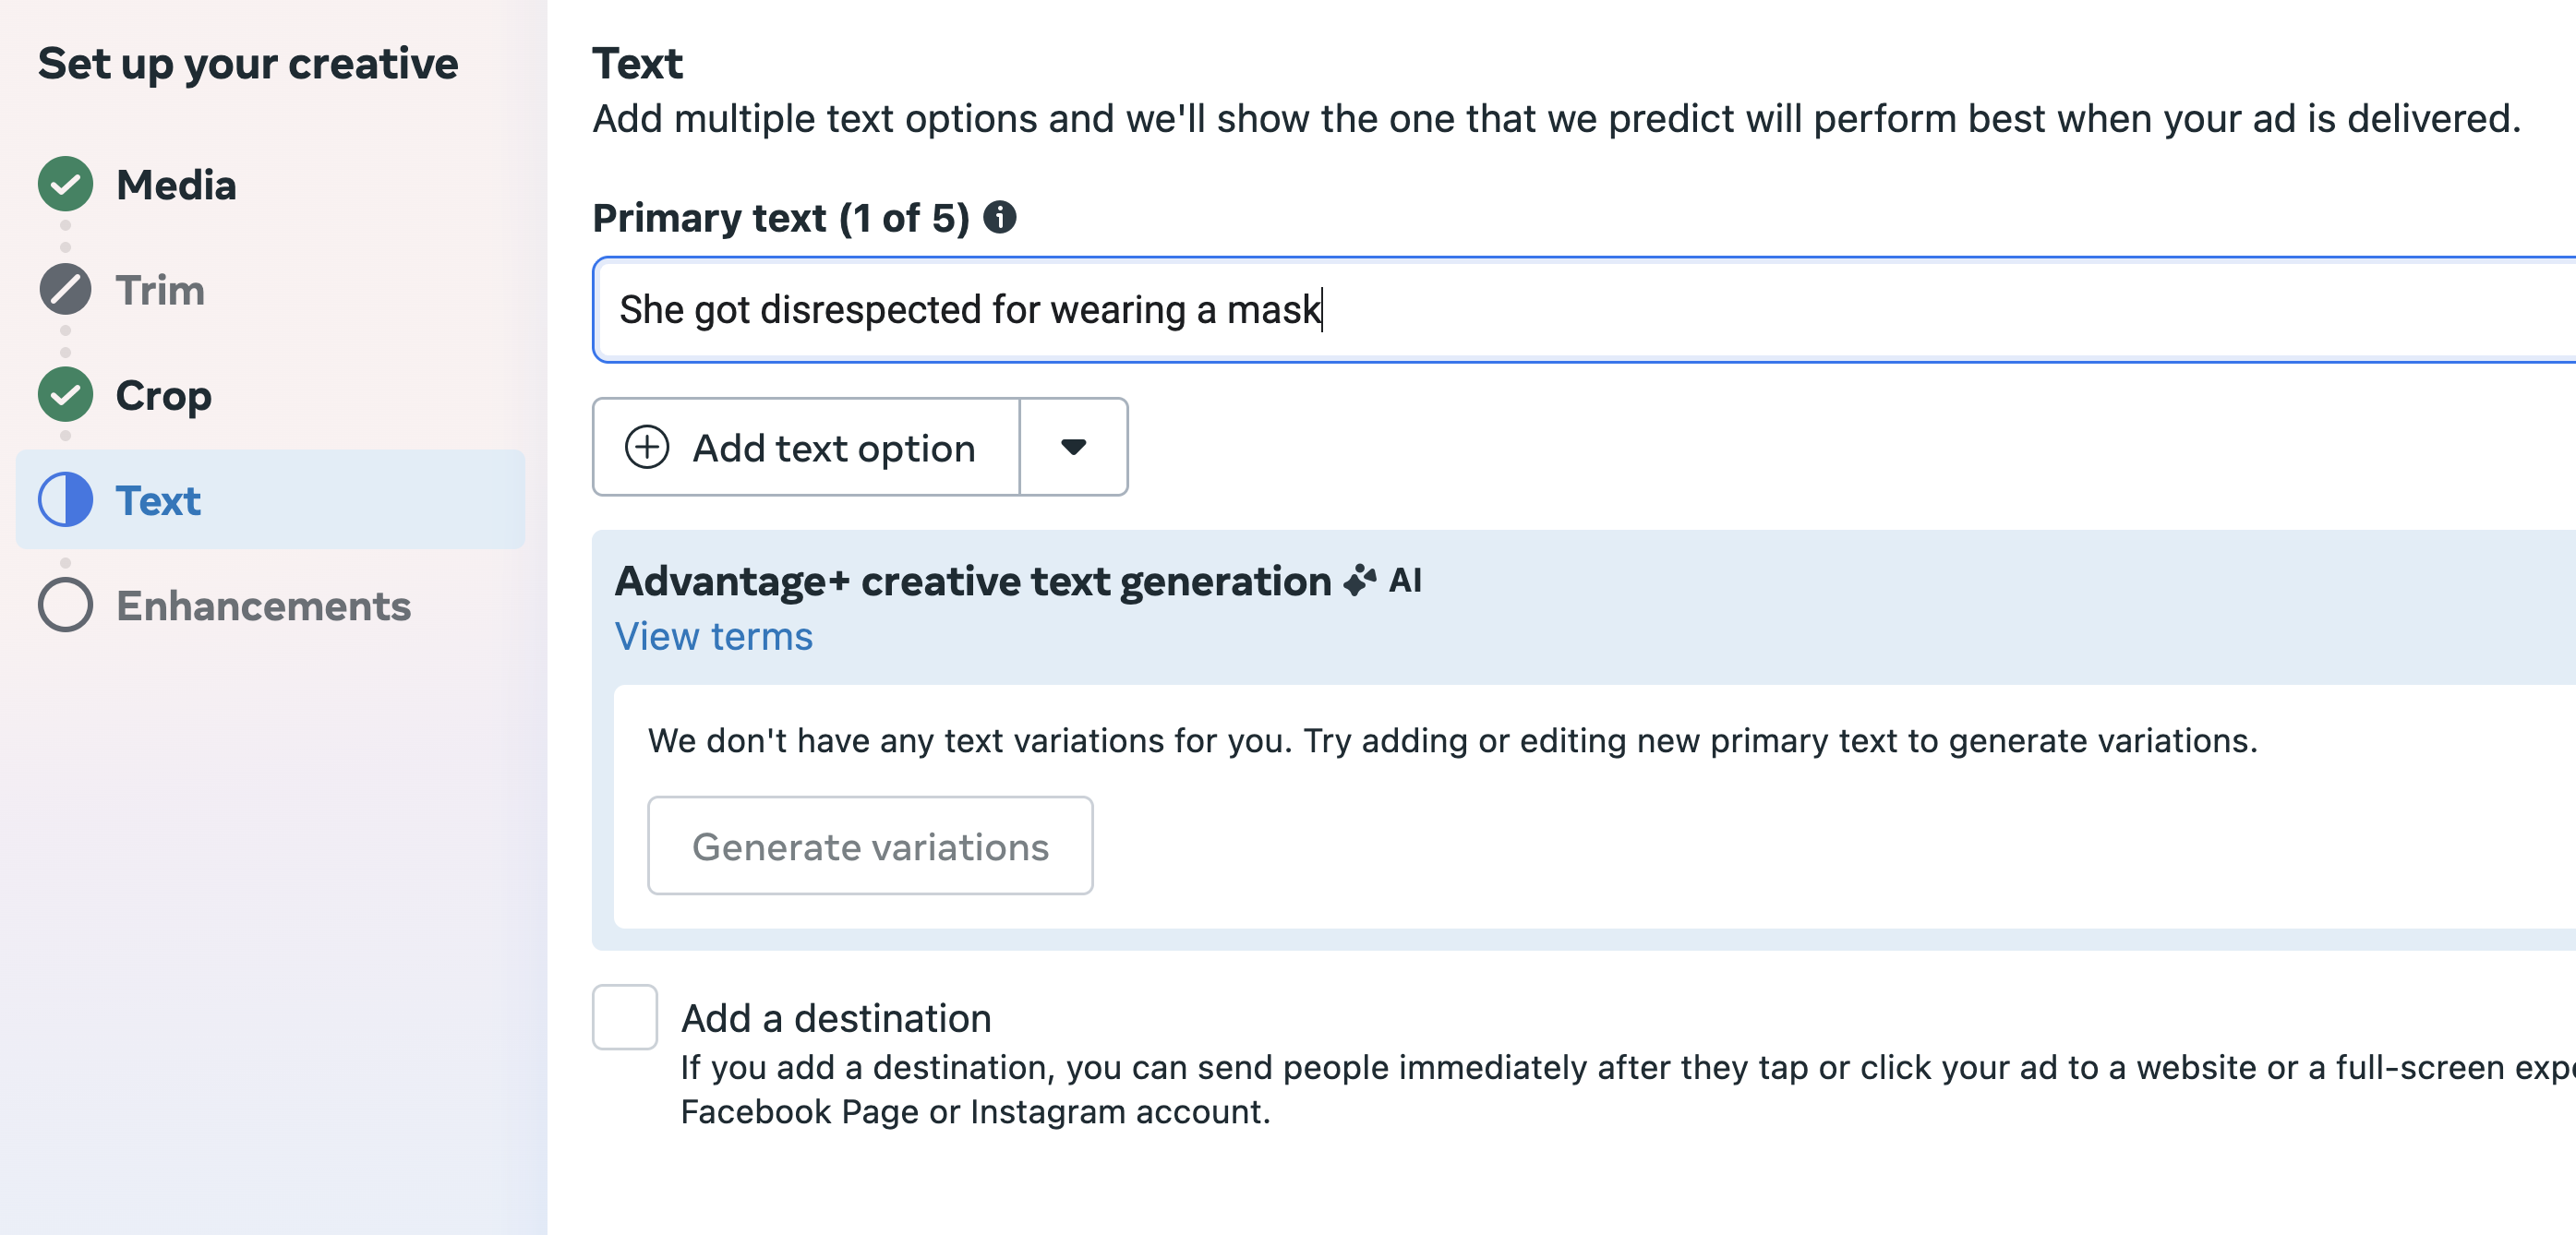 Set up your creative
Media
Trim
Crop
Text
Enhancements
Text
Add multiple text options and we'll show the one that we predict will perform best when your ad is delivered.
Primary text (1 of 5)
She got disrespected for wearing a mask
Add text option
Advantage+ creative text generation AI
View terms
We don't have any text variations for you. Try adding or editing new primary text to generate variations.
Generate variations
Add a destination
If you add a destination, you can send people immediately after they tap or click your ad to a website or a full-screen
Facebook Page or Instagram account.